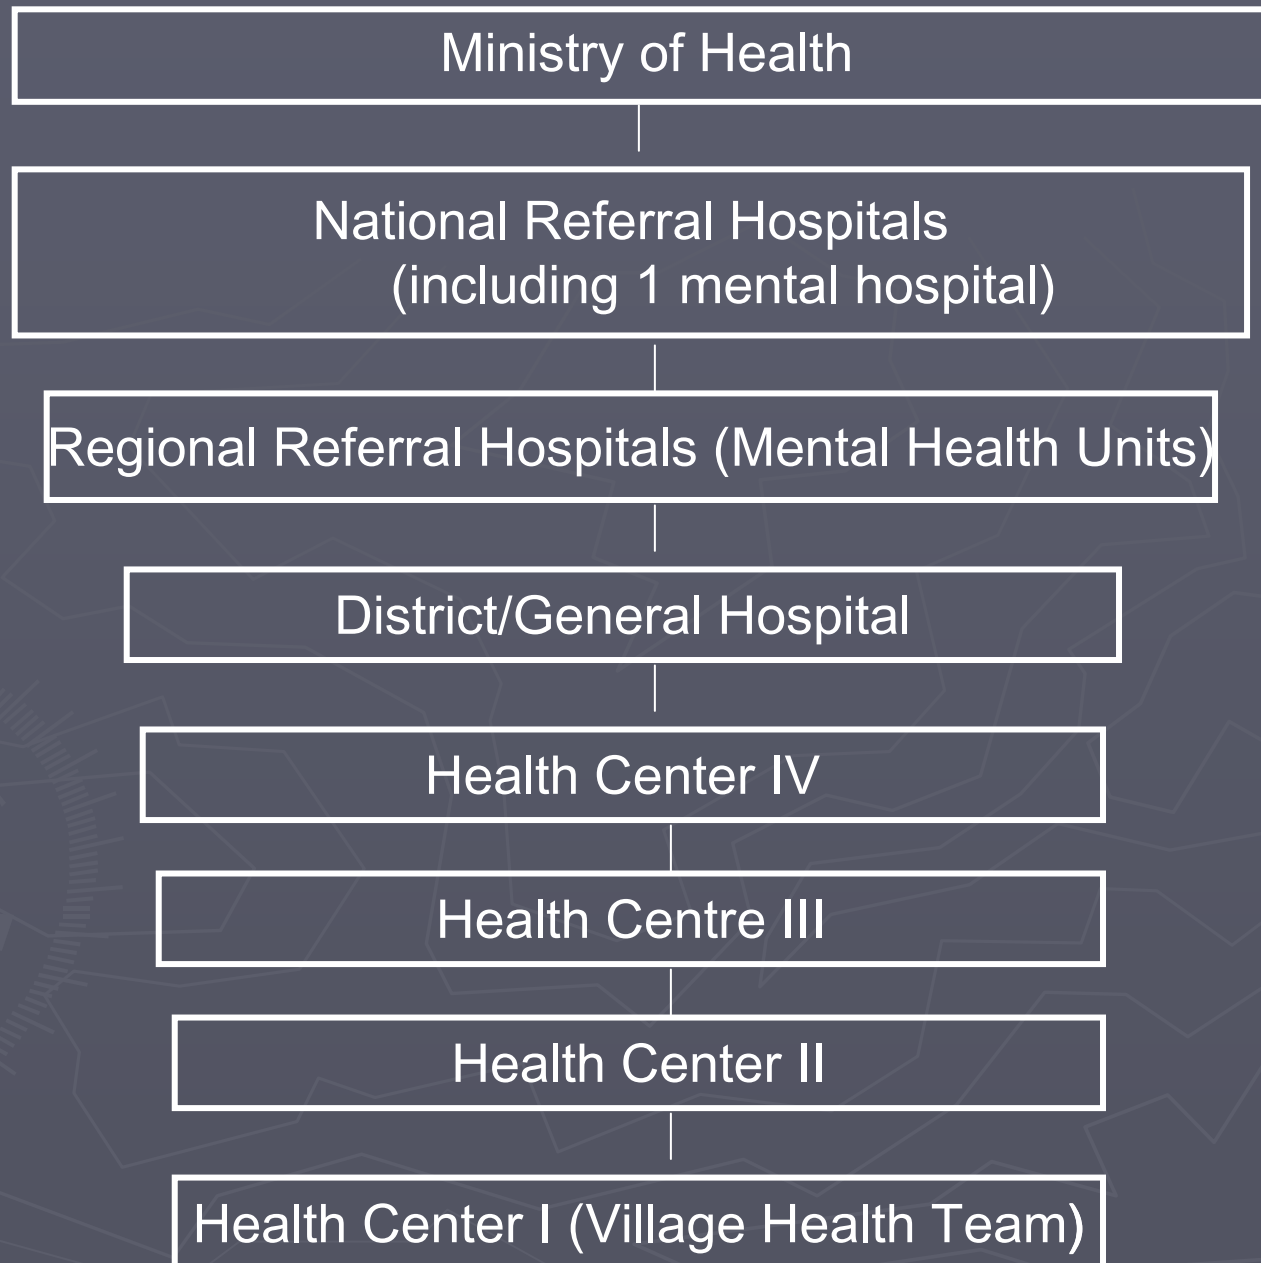 Ministry of Health
National Referral Hospitals
(including 1 mental hospital)
Regional Referral Hospitals (Mental Health Units)
District/General Hospital
Health Center IV
Health Centre III
Health Center II
Health Center I (Village Health Team)